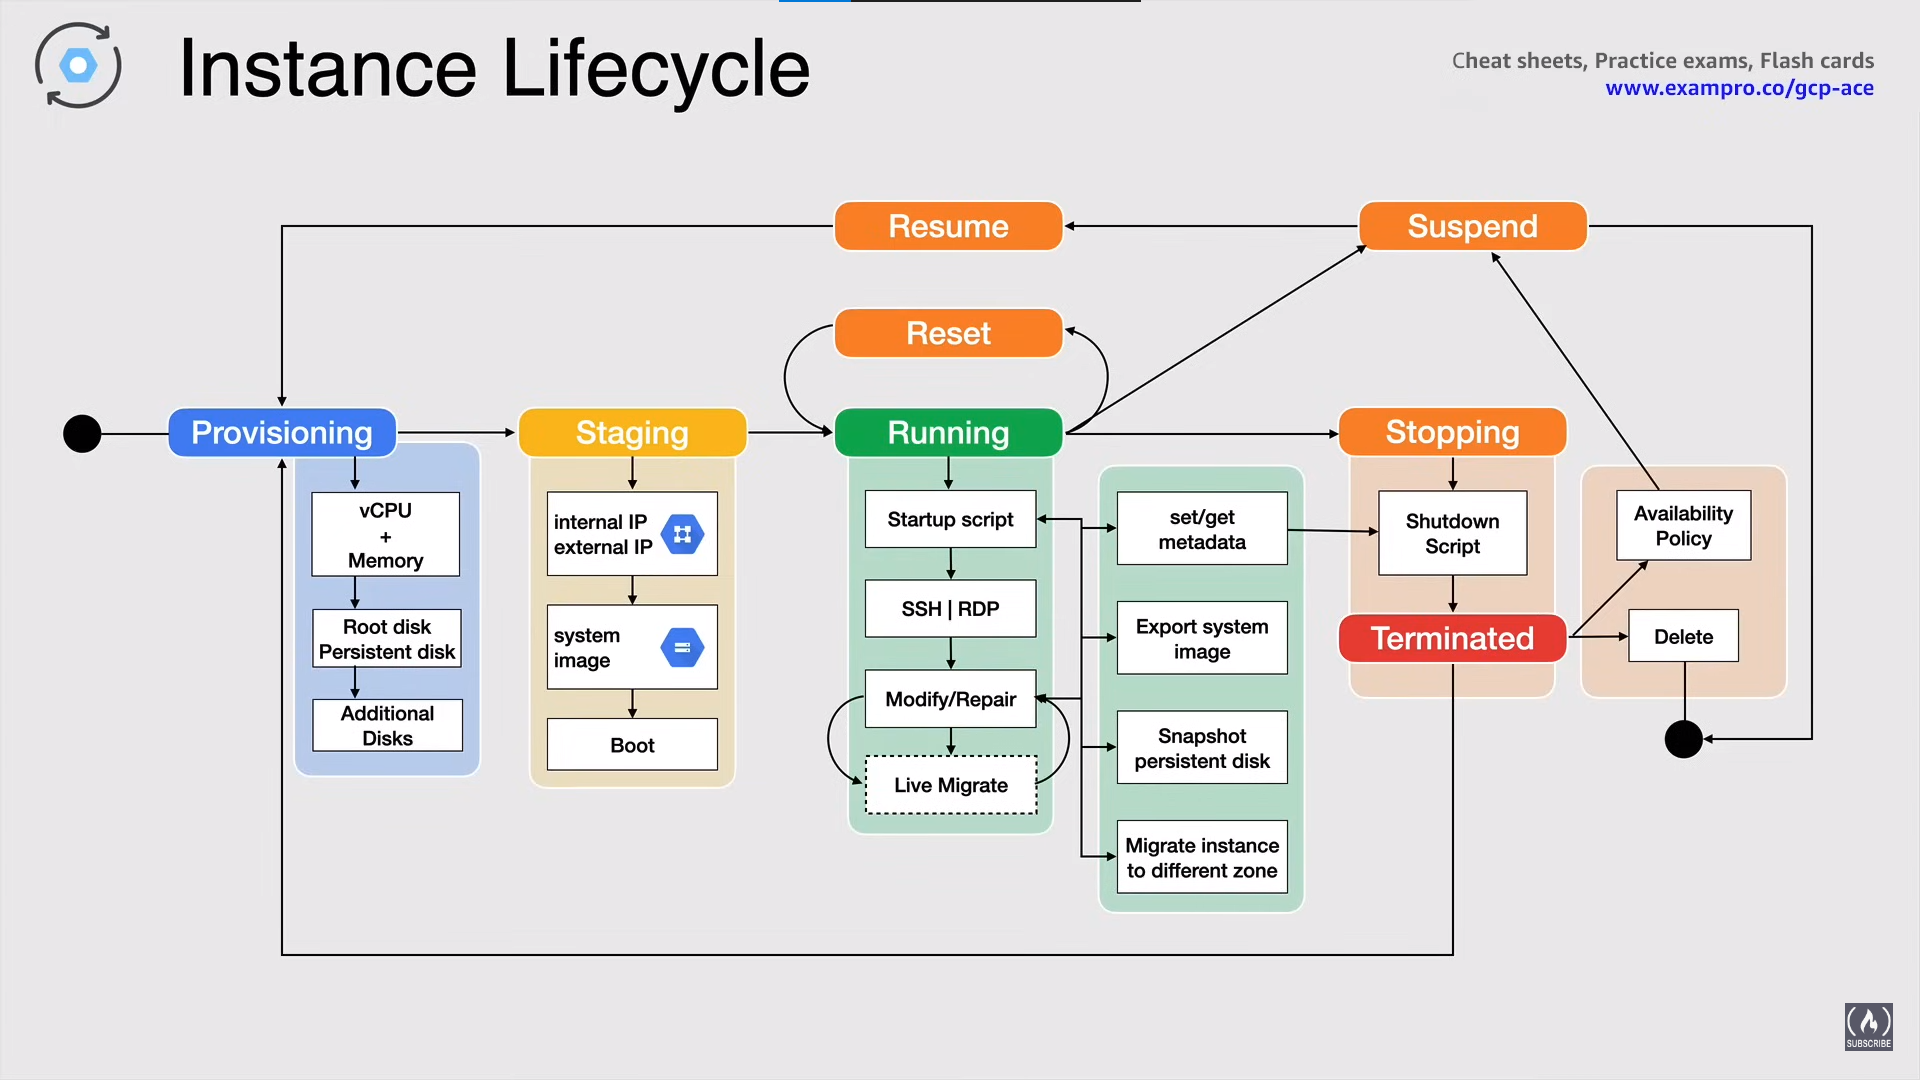 Instance Lifecycle
Cheat sheets, Practice exams, Flash cards
www.exampro.co/gcp-ace
Resume
Suspend
Reset
Provisioning
Staging
Running
Stopping
vCPU
+
Memory
Root disk
Persistent disk
Additional
Disks
internal IP
external IP
system
image
Boot
Startup script
SSH | RDP
Modify/Repair
Live Migrate
set/get
metadata
Export system
image
Snapshot
persistent disk
Migrate instance
to different zone
Shutdown
Script
Terminated
Availability
Policy
Delete
SUBSCRIBE